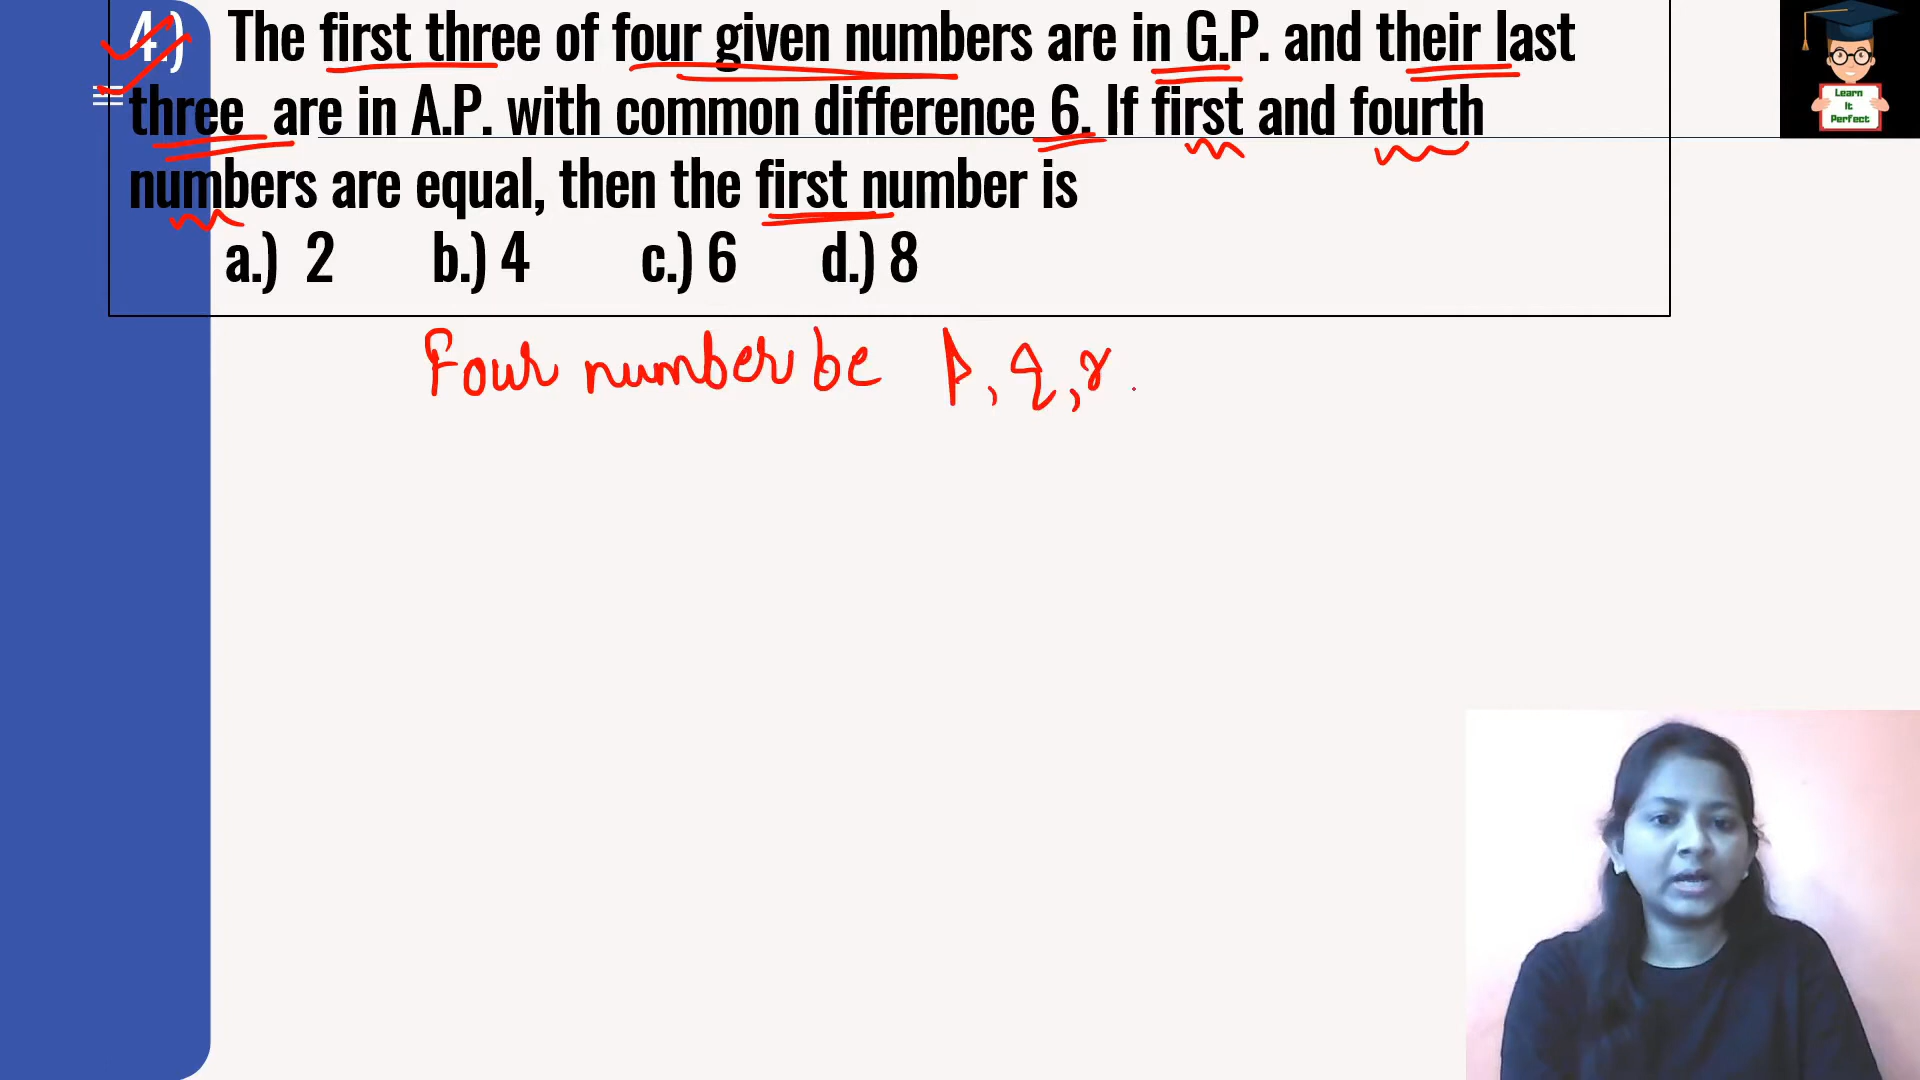 4.) The first three of four given numbers are in G.P. and their last
three are in A.P. with common difference 6. If first and fourth
numbers are equal, then the first number is
a.) 2 b.) 4 c.) 6 d.) 8
Learn
It
Perfect
Four number be p, q, r